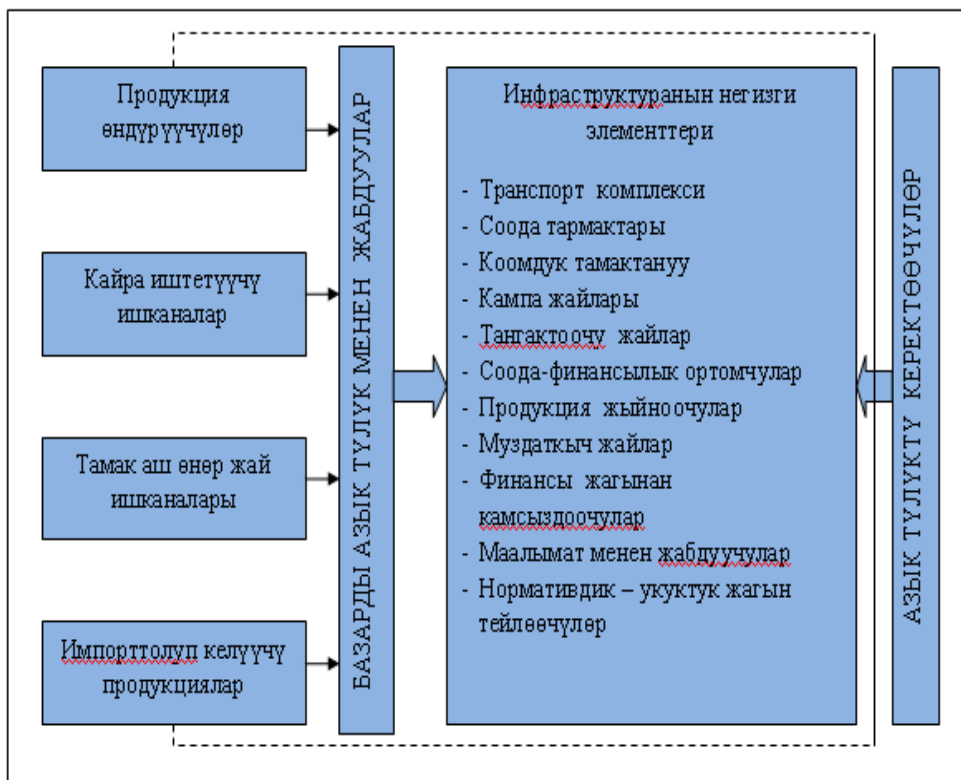 Продукция
өндүрүүчүлөр
Кайра иштетүүчү
ишканалар
Тамак аш өнөр жай
ишканалары
Импорттолуп келүүчү
продукциялар
БАЗАРДЫ АЗЫК ТҮЛҮК МЕНЕН ЖАБДУУЛАР
Инфраструктуранын негизги
элементтери
- Транспорт комплекси
- Соода тармактары
- Коомдук тамактануу
- Кампа жайлары
- Тангактоочу жайлар
- Соода-финансылык ортомчулар
- Продукция жыйноочулар
- Муздаткыч жайлар
- Финансы жагынан
камсыздоочулар
- Маалымат менен жабдуучулар
- Нормативдик – укуктук жагын
тейлөөчүлөр
АЗЫК ТҮЛҮКТҮ КЕРЕКТӨӨЧҮЛӨР